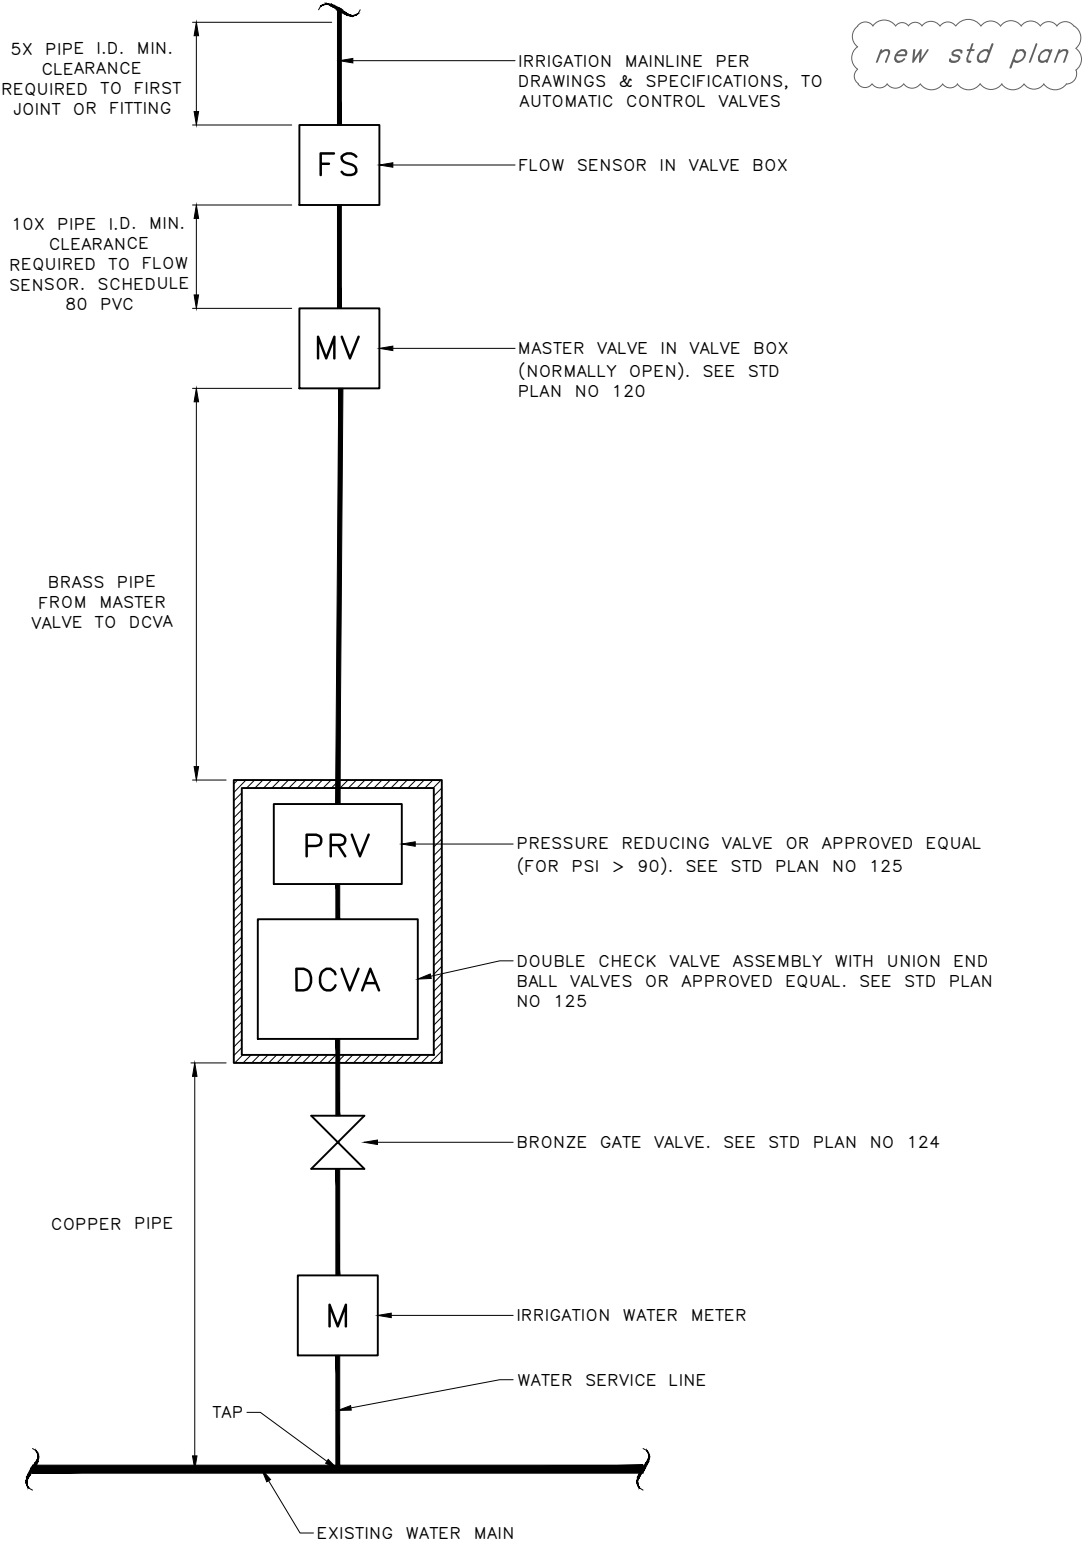 new std plan
5X PIPE I.D. MIN.
CLEARANCE
REQUIRED TO FIRST
JOINT OR FITTING
IRRIGATION MAINLINE PER
DRAWINGS & SPECIFICATIONS, TO
AUTOMATIC CONTROL VALVES
FS
FLOW SENSOR IN VALVE BOX
10X PIPE I.D. MIN.
CLEARANCE
REQUIRED TO FLOW
SENSOR. SCHEDULE
80 PVC
MV
MASTER VALVE IN VALVE BOX
(NORMALLY OPEN). SEE STD
PLAN NO 120
BRASS PIPE
FROM MASTER
VALVE TO DCVA
PRV
PRESSURE REDUCING VALVE OR APPROVED EQUAL
(FOR PSI > 90). SEE STD PLAN NO 125
DCVA
DOUBLE CHECK VALVE ASSEMBLY WITH UNION END
BALL VALVES OR APPROVED EQUAL. SEE STD PLAN
NO 125
BRONZE GATE VALVE. SEE STD PLAN NO 124
COPPER PIPE
M
IRRIGATION WATER METER
WATER SERVICE LINE
TAP
EXISTING WATER MAIN